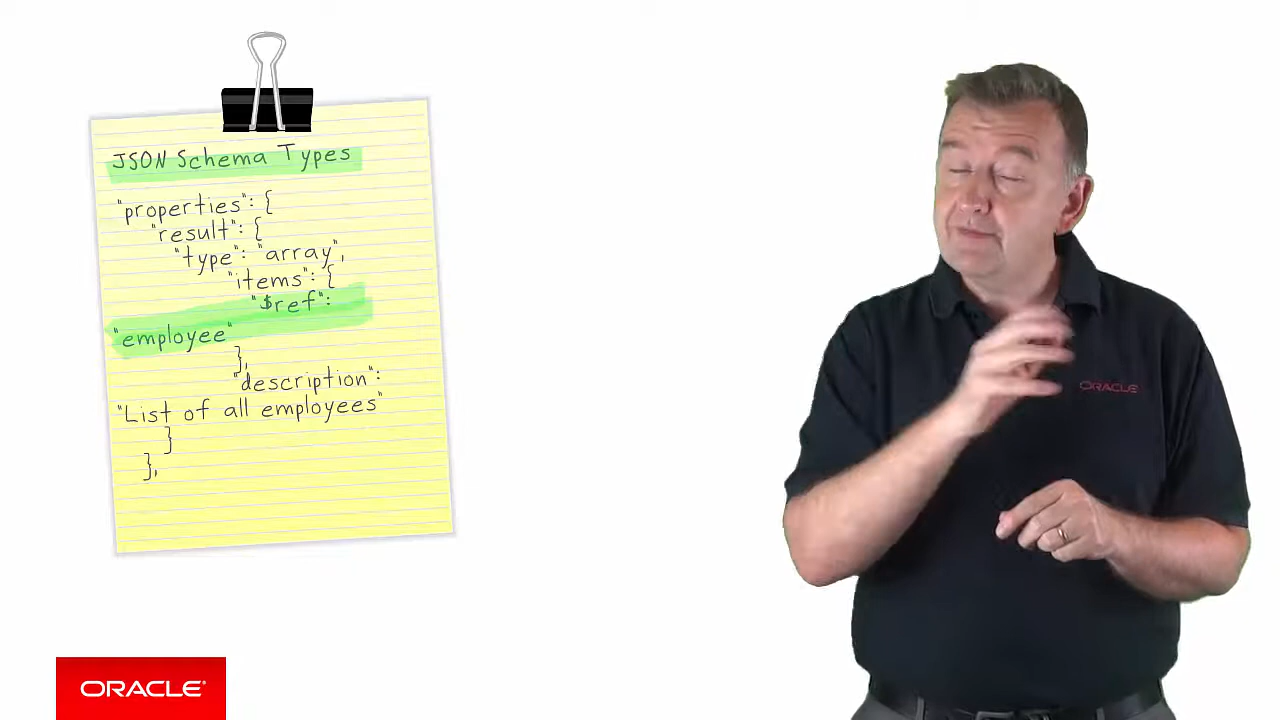 JSON Schema Types
"properties": {
"result": {
"type": "array",
"items": {
"$ref":
"employee"
},
"description":
"List of all employees"
}
},
ORACLE
ORACLE®